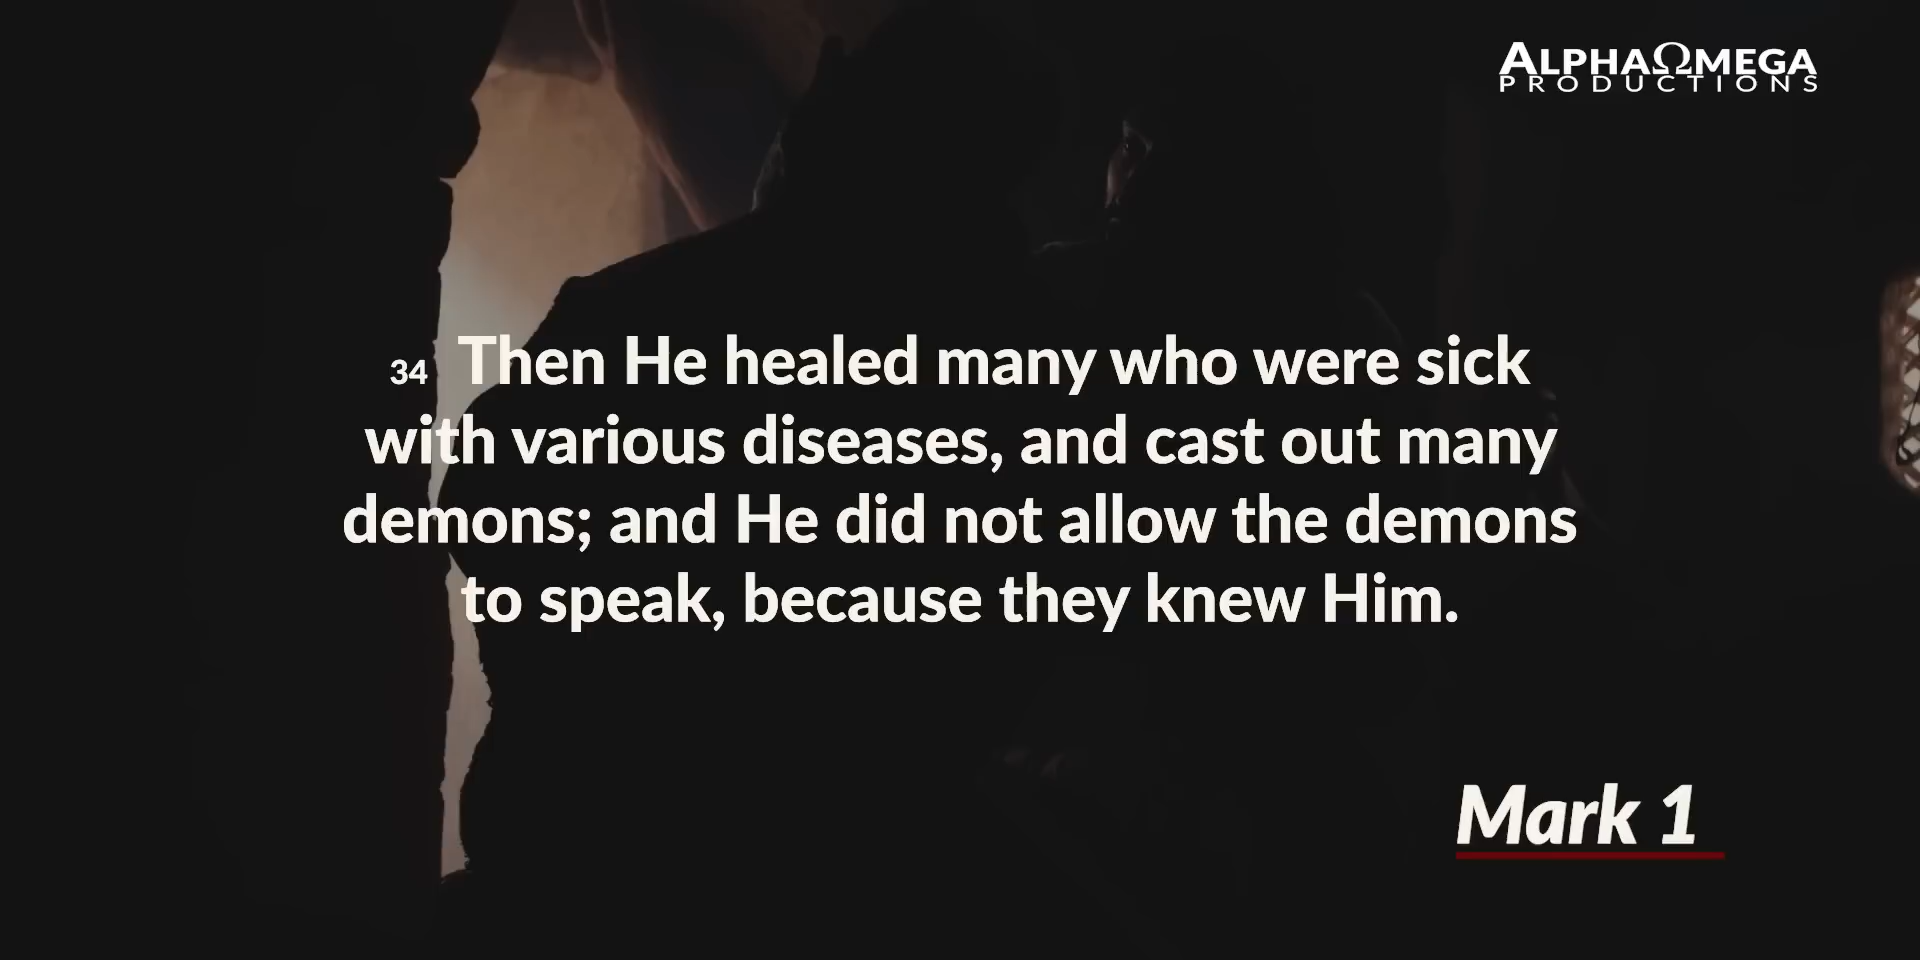 ALPHAΩMEGA
PRODUCTIONS
34 Then He healed many who were sick
with various diseases, and cast out many
demons; and He did not allow the demons
to speak, because they knew Him.
Mark 1